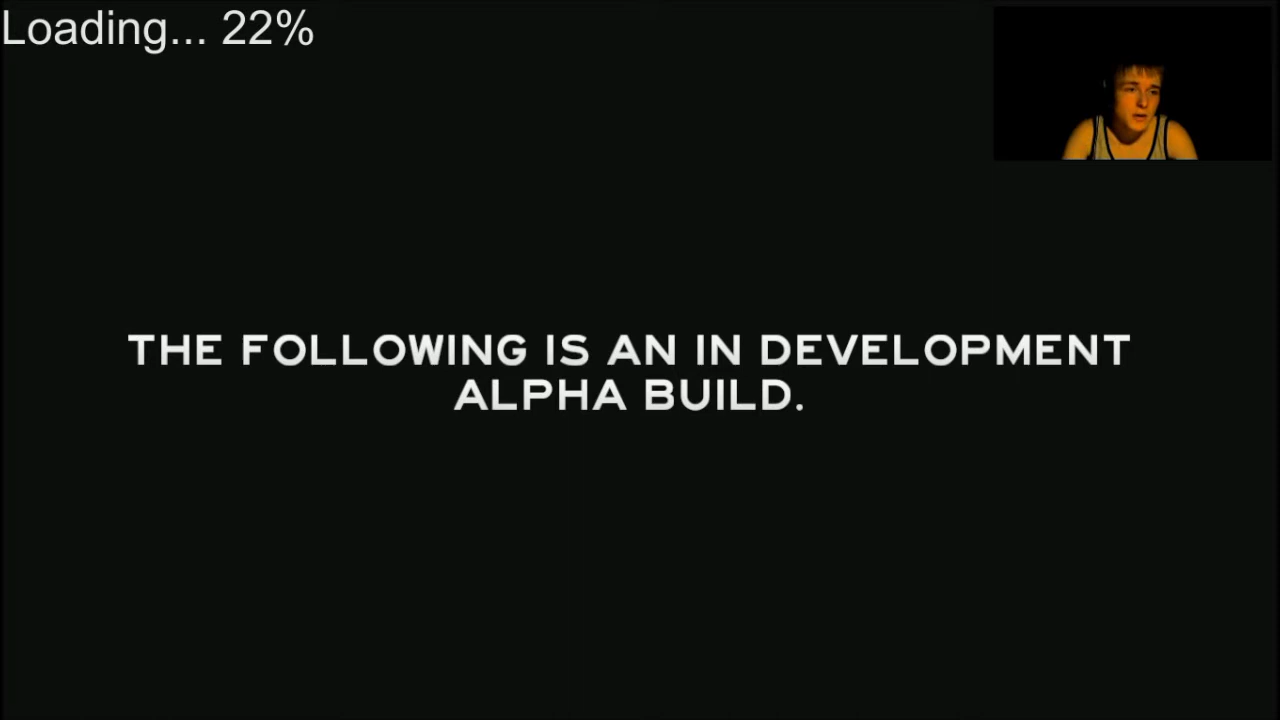 Loading... 22%
THE FOLLOWING IS AN IN DEVELOPMENT
ALPHA BUILD.